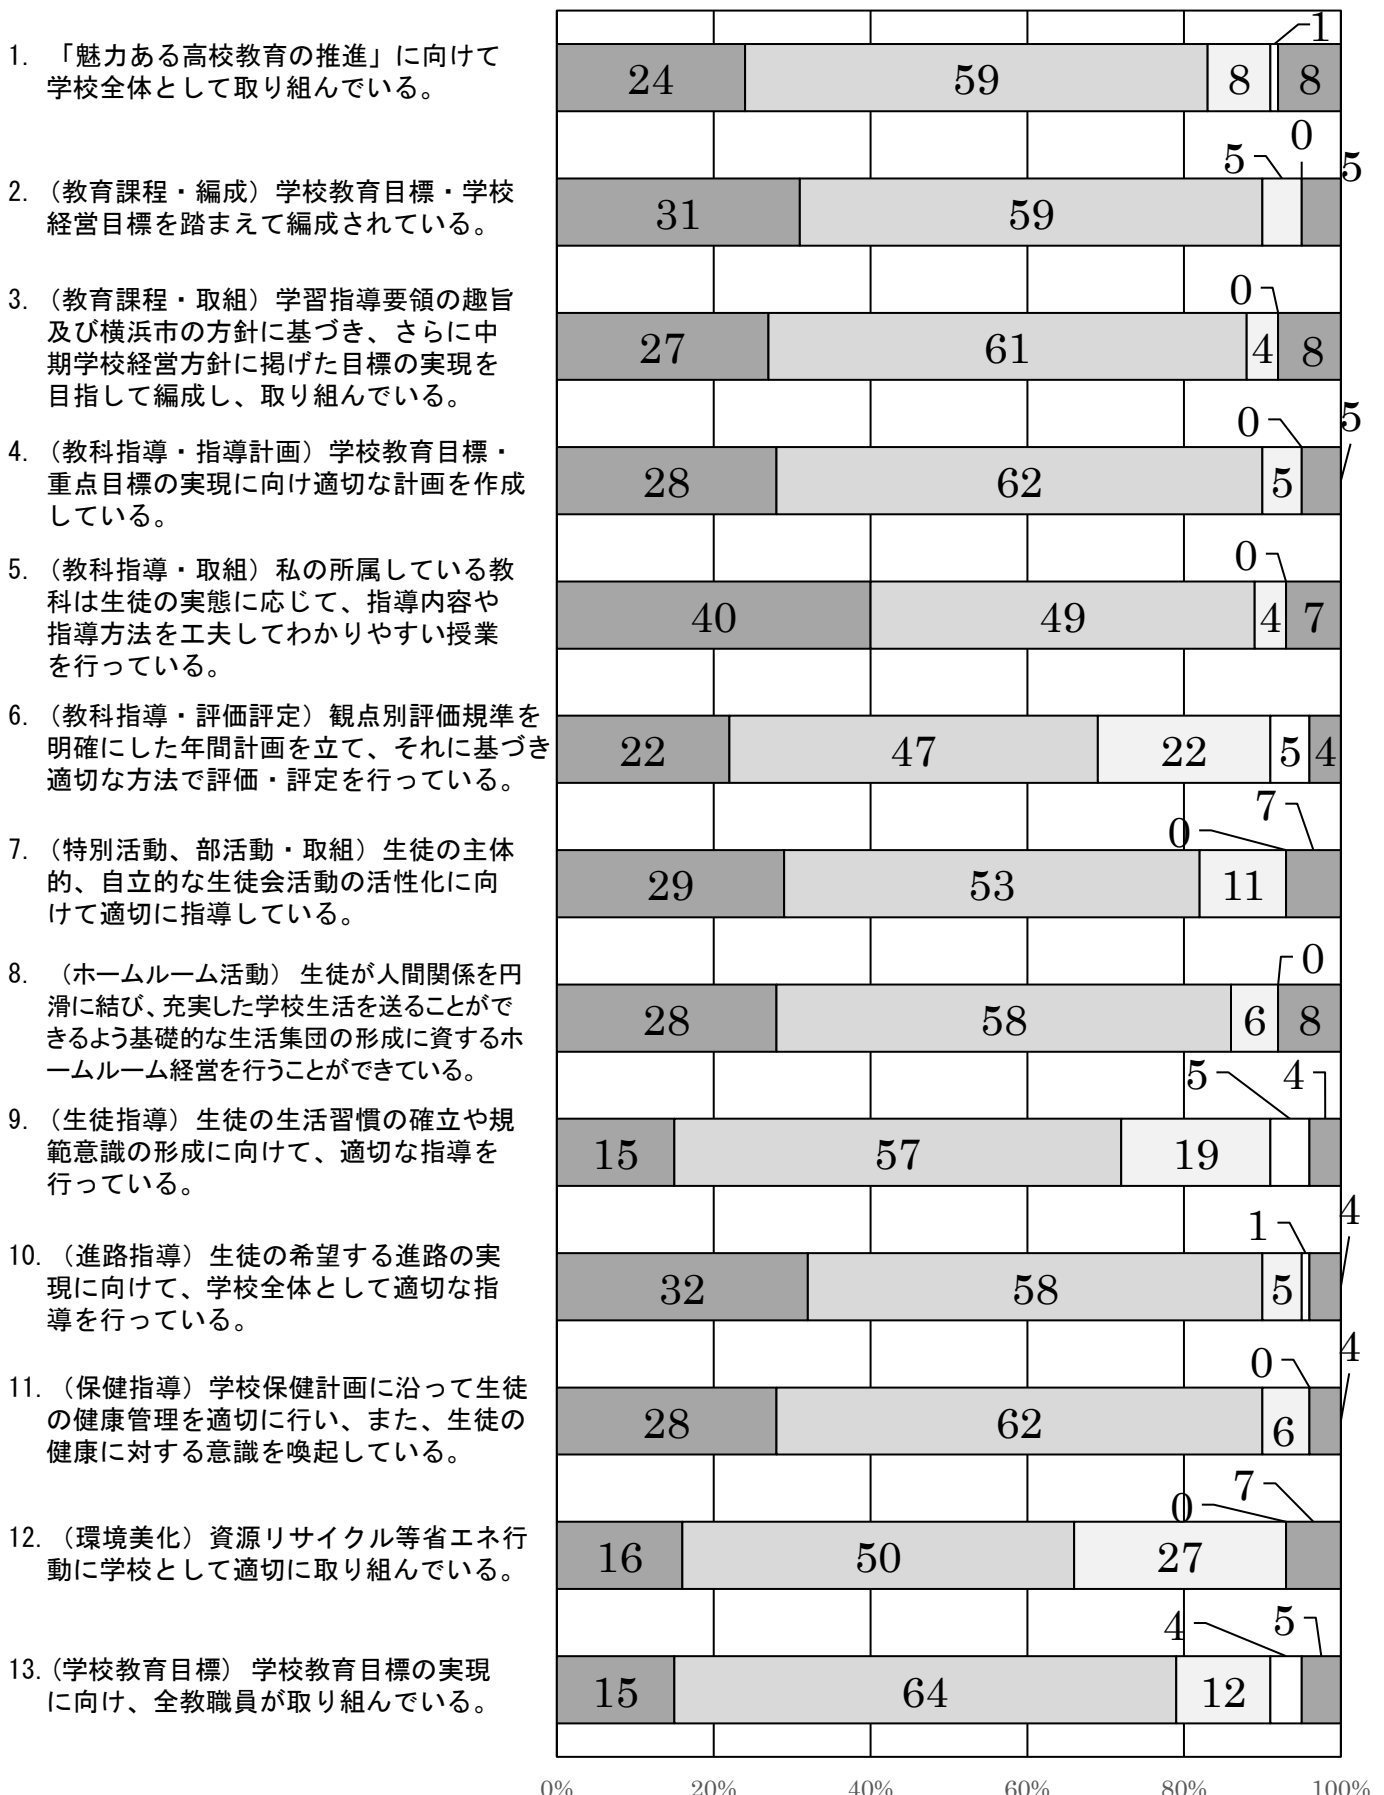 1. 「魅力ある高校教育の推進」に向けて
学校全体として取り組んでいる。
24 59 8 1 8
2. （教育課程・編成）学校教育目標・学校
経営目標を踏まえて編成されている。
31 59 5 0 5
3. （教育課程・取組）学習指導要領の趣旨
及び横浜市の方針に基づき、さらに中
期学校経営方針に掲げた目標の実現を
目指して編成し、取り組んでいる。
27 61 4 0 8
4. （教科指導・指導計画）学校教育目標・
重点目標の実現に向け適切な計画を作成
している。
28 62 5 0 5
5. （教科指導・取組）私の所属している教
科は生徒の実態に応じて、指導内容や
指導方法を工夫してわかりやすい授業
を行っている。
40 49 4 0 7
6. （教科指導・評価評定）観点別評価規準を
明確にした年間計画を立て、それに基づき
適切な方法で評価・評定を行っている。
22 47 22 5 4
7. （特別活動、部活動・取組）生徒の主体
的、自立的な生徒会活動の活性化に向
けて適切に指導している。
29 53 11 0 7
8. （ホームルーム活動） 生徒が人間関係を円
滑に結び、充実した学校生活を送ることがで
きるよう基礎的な生活集団の形成に資するホ
ームルーム経営を行うことができている。
28 58 6 0 8
9. （生徒指導）生徒の生活習慣の確立や規
範意識の形成に向けて、適切な指導を
行っている。
15 57 19 5 4
10. （進路指導）生徒の希望する進路の実
現に向けて、学校全体として適切な指
導を行っている。
32 58 5 1 4
11. （保健指導）学校保健計画に沿って生徒
の健康管理を適切に行い、また、生徒の
健康に対する意識を喚起している。
28 62 6 0 4
12. （環境美化）資源リサイクル等省エネ行
動に学校として適切に取り組んでいる。
16 50 27 0 7
13. (学校教育目標） 学校教育目標の実現
に向け、全教職員が取り組んでいる。
15 64 12 4 5
0% 20% 40% 60% 80% 100%